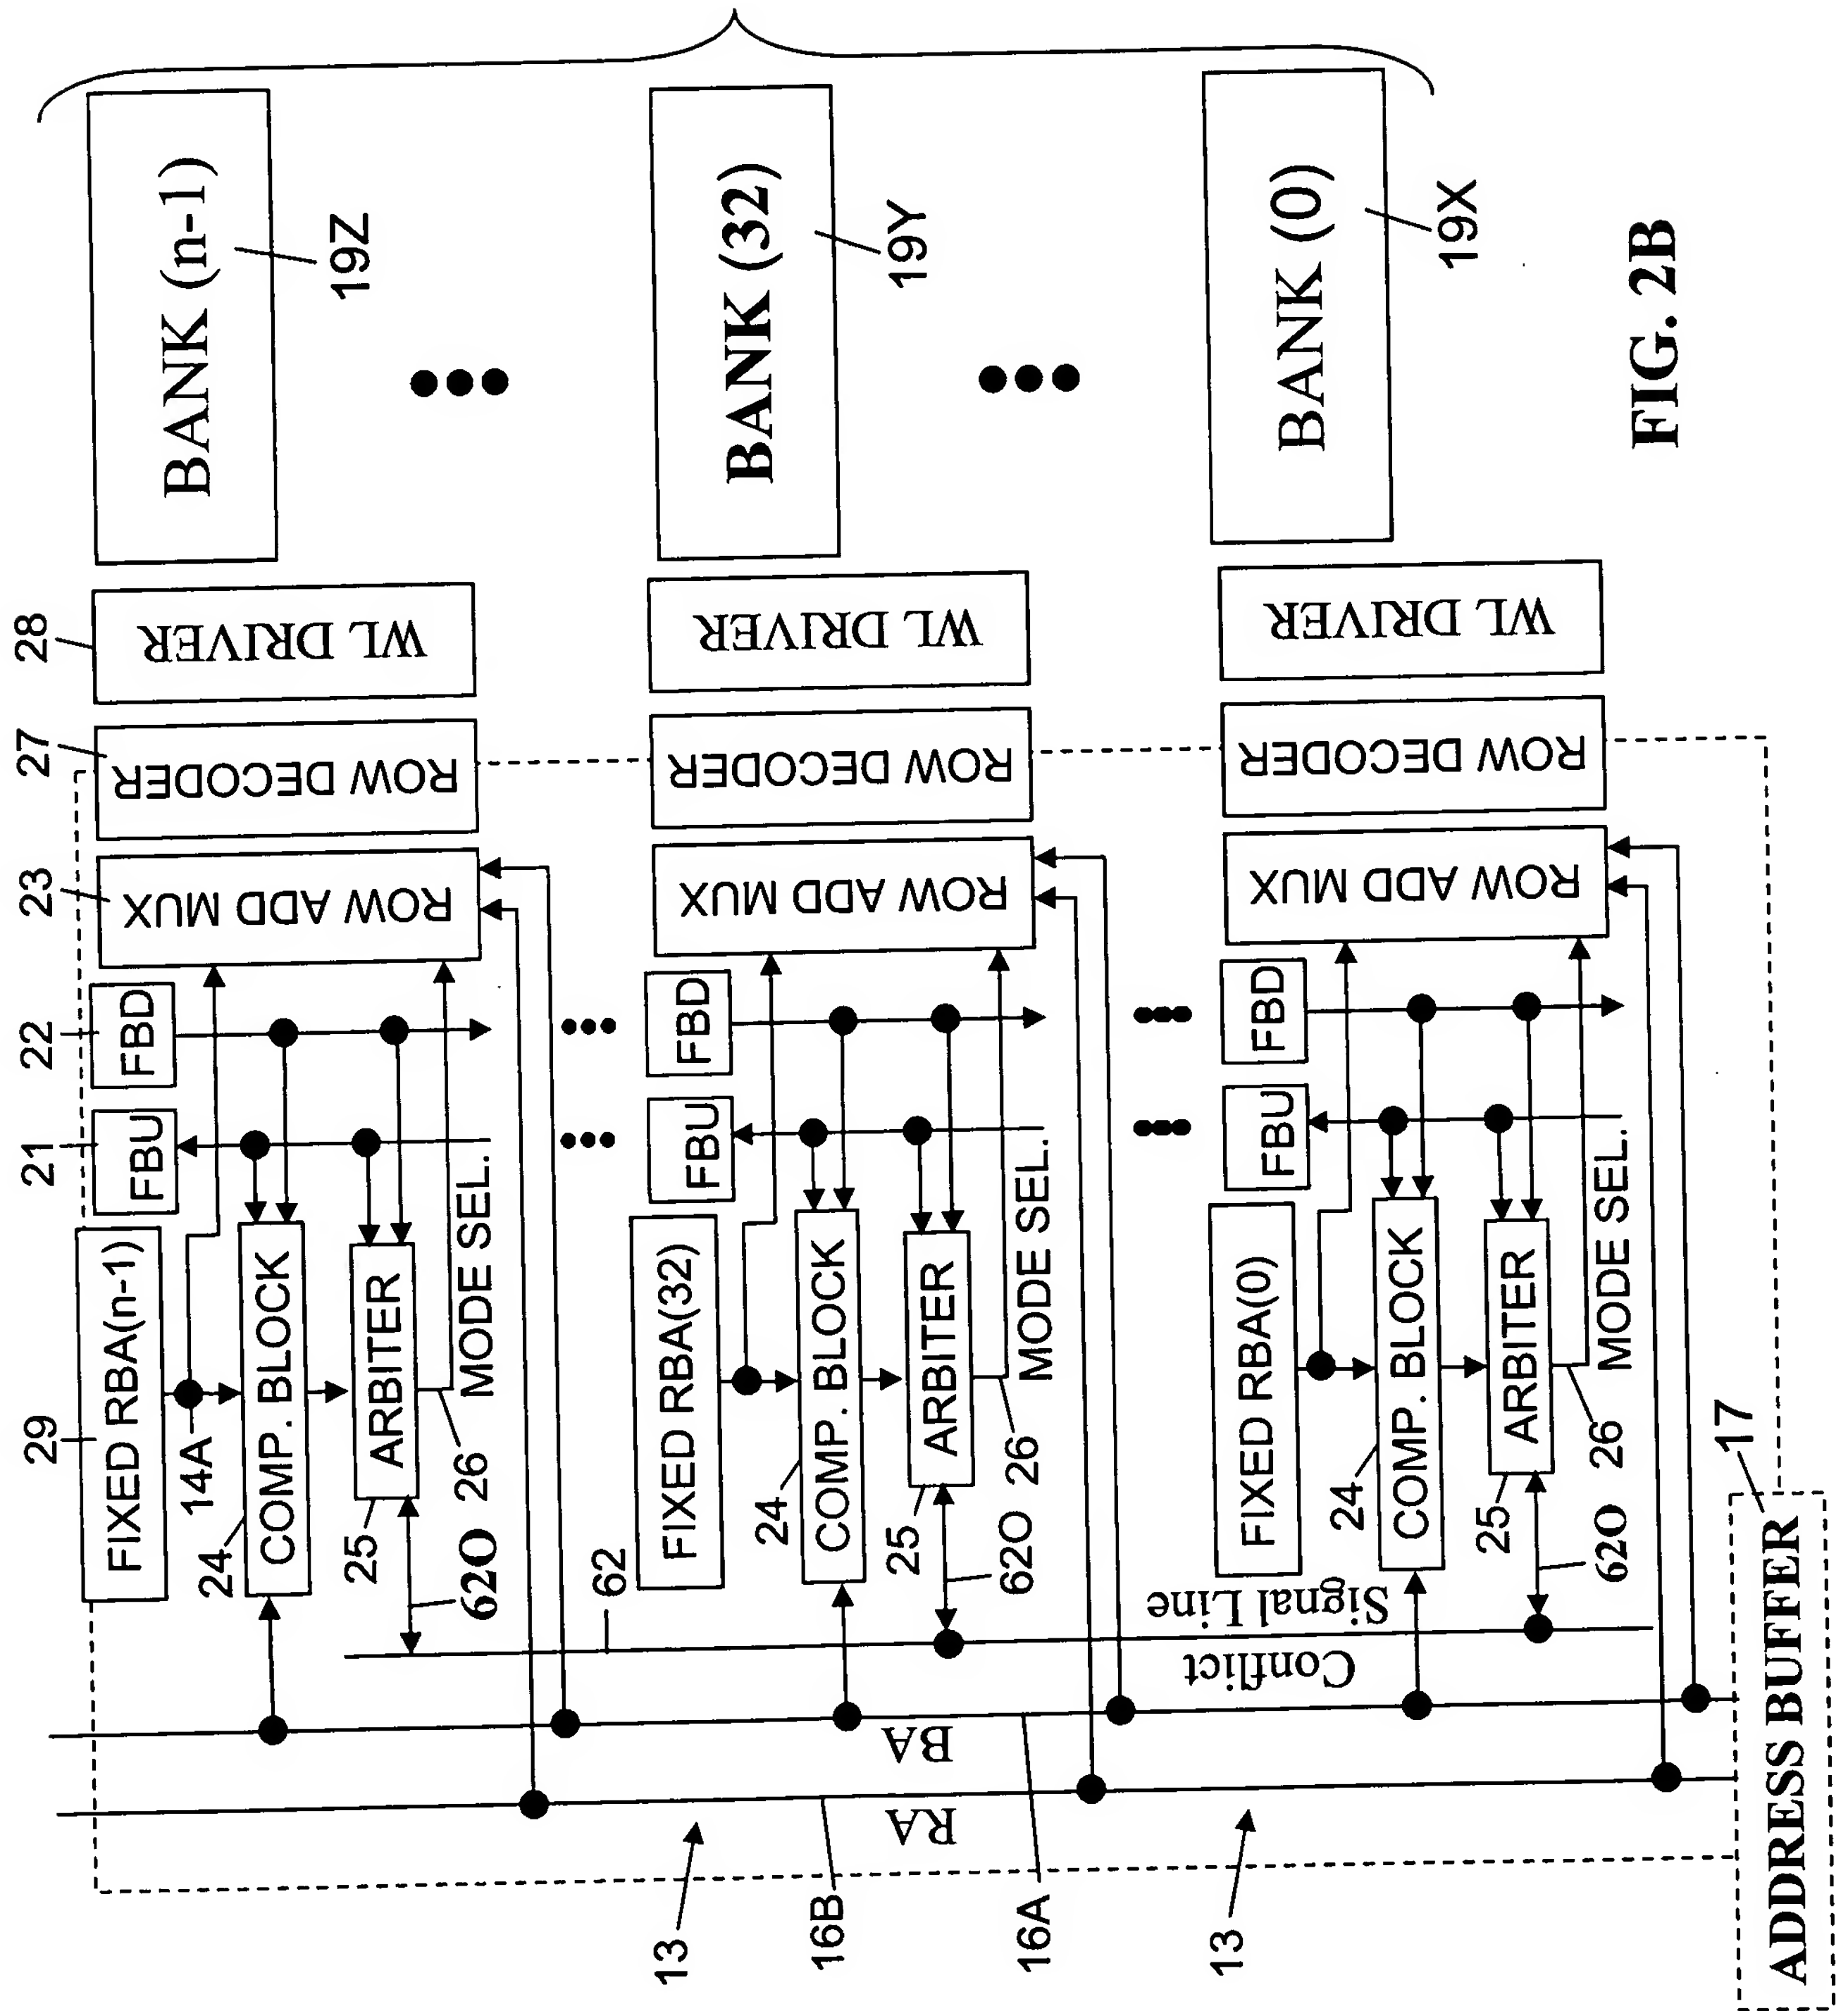 28
27
23
22
21
29
BANK (n-1)
19Z
WL DRIVER
ROW DECODER
ROW ADD MUX
FBD
FBU
FIXED RBA(n-1)
14A
24
COMP. BLOCK
25
ARBITER
26
MODE SEL.
62O
62
BANK (32)
19Y
WL DRIVER
ROW DECODER
ROW ADD MUX
FBD
FBU
FIXED RBA(32)
24
COMP. BLOCK
25
ARBITER
26
MODE SEL.
62O
BANK (0)
19X
WL DRIVER
ROW DECODER
ROW ADD MUX
FBD
FBU
FIXED RBA(0)
24
COMP. BLOCK
25
ARBITER
26
MODE SEL.
62O
Conflict
Signal Line
BA
RA
13
16B
16A
13
17
ADDRESS BUFFER
FIG. 2B